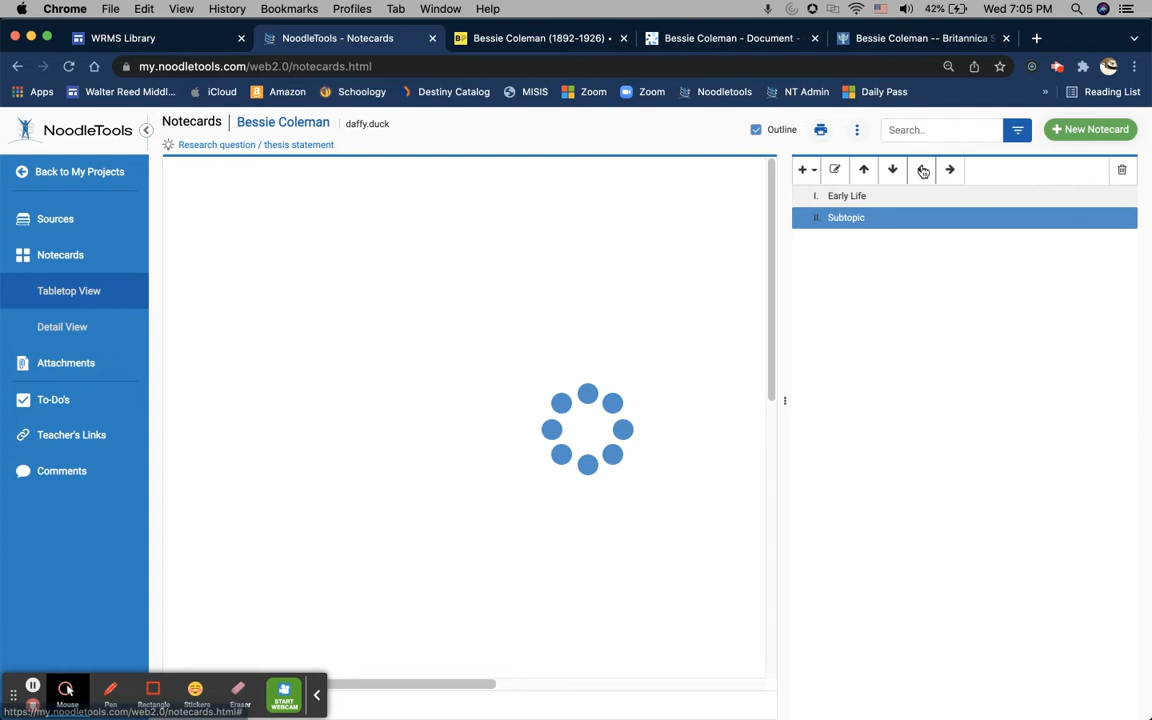 Chrome File Edit View History Bookmarks Profiles Tab Window Help 42% Wed 7:05 PM
WRMS Library NoodleTools - Notecards BP Bessie Coleman (1892-1926) • Bessie Coleman - Document - Bessie Coleman -- Britannica S
my.noodletools.com/web2.0/notecards.html
Apps Walter Reed Middl... iCloud Amazon Schoology Destiny Catalog MISIS Zoom Zoom Noodletools NT Admin Daily Pass » Reading List
NoodleTools Notecards Bessie Coleman daffy.duck Outline Search.. New Notecard
Research question / thesis statement
Back to My Projects
I. Early Life
Sources
II. Subtopic
Notecards
Tabletop View
Detail View
Attachments
To-Do's
Teacher's Links
Comments
Mouse Pen Rectangle Stickers Eraser START WEBCAM
https://my.noodletools.com/web2.0/notecards.html#